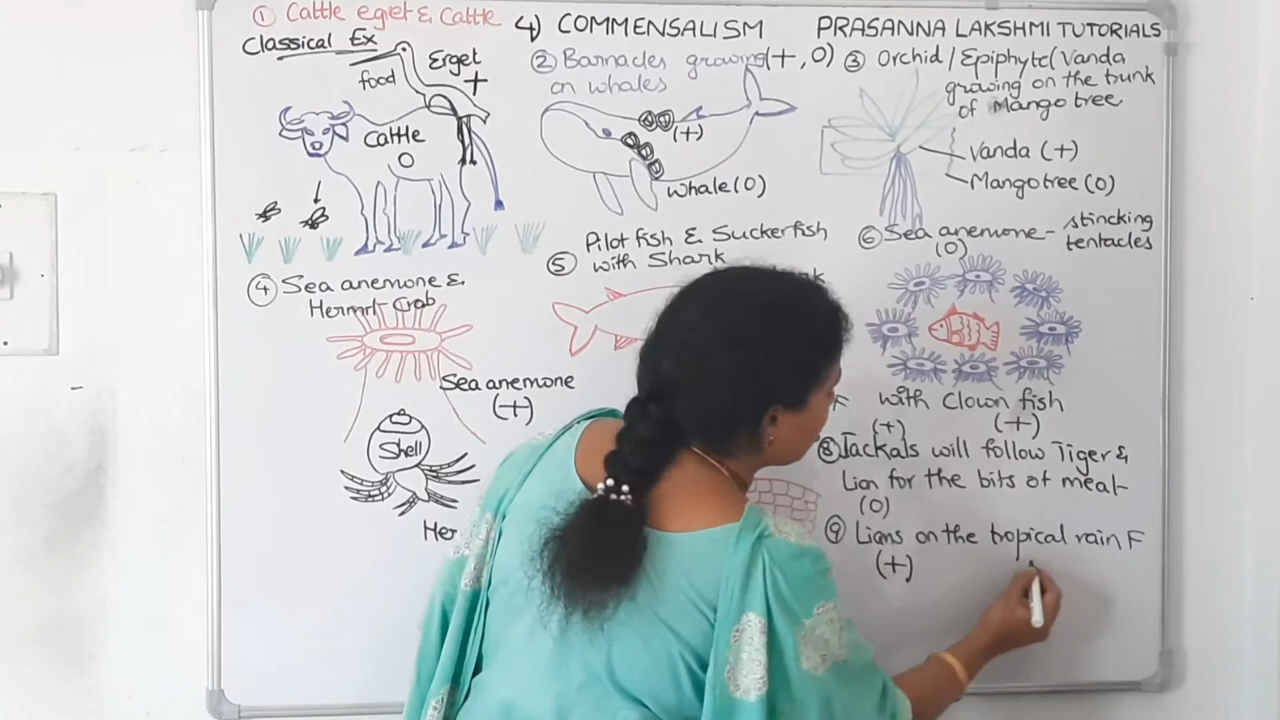 ① Cattle egret & Cattle
Classical Ex
food
Erget
+
Cattle
O
4) COMMENSALISM
(+, 0)
PRASANNA LAKSHMI TUTORIALS
② Barnacles growing
on whales
(+)
whale(0)
③ Orchid / Epiphyte(Vanda
growing on the trunk
of Mango tree
Vanda (+)
Mangotree (0)
④ Sea anemone &
Hermit Crab
Sea anemone
(+)
Shell
Her
⑤ Pilot fish & Suckerfish
with Shark
⑥ Sea anemone - stincking
(0) tentacles
with Clown fish
(+)
(+)
⑧ Jackals will follow Tiger &
Lion for the bits of meat
(0)
⑨ Lians on the tropical rain F
(+)